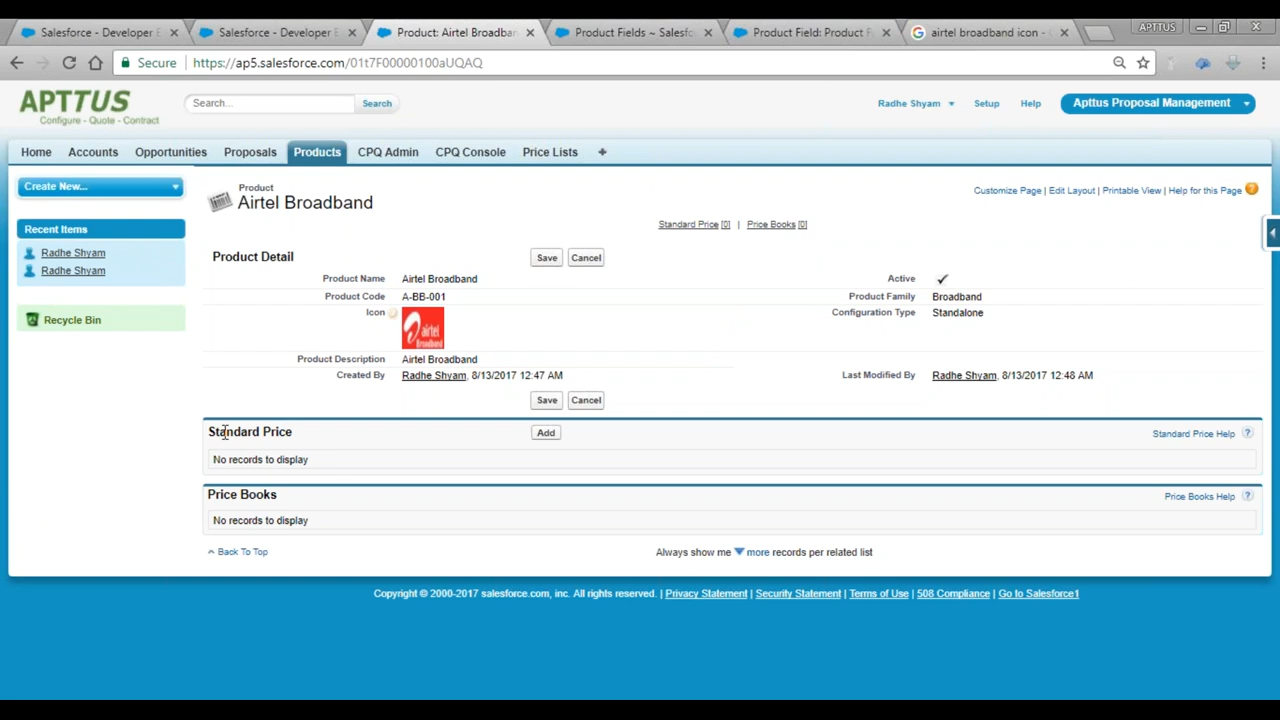 Salesforce - Developer E
Salesforce - Developer E
Product: Airtel Broadban
Product Fields ~ Salesfo
Product Field: Product F
airtel broadband icon -
APTTUS
Secure
https://ap5.salesforce.com/01t7F00000100aUQAQ
APTTUS
Configure - Quote - Contract
Search...
Search
Radhe Shyam
Setup
Help
Apttus Proposal Management
Home
Accounts
Opportunities
Proposals
Products
CPQ Admin
CPQ Console
Price Lists
+
Create New...
Recent Items
Radhe Shyam
Radhe Shyam
Recycle Bin
Product
Airtel Broadband
Customize Page | Edit Layout | Printable View | Help for this Page ?
Standard Price [0] | Price Books [0]
Product Detail
Save
Cancel
Product Name
Airtel Broadband
Active
Product Code
A-BB-001
Product Family
Broadband
Icon
airtel
Broadband
Configuration Type
Standalone
Product Description
Airtel Broadband
Created By
Radhe Shyam, 8/13/2017 12:47 AM
Last Modified By
Radhe Shyam, 8/13/2017 12:48 AM
Save
Cancel
Standard Price
Add
Standard Price Help ?
No records to display
Price Books
Price Books Help ?
No records to display
^ Back To Top
Always show me more records per related list
Copyright © 2000-2017 salesforce.com, inc. All rights reserved. | Privacy Statement | Security Statement | Terms of Use | 508 Compliance | Go to Salesforce1